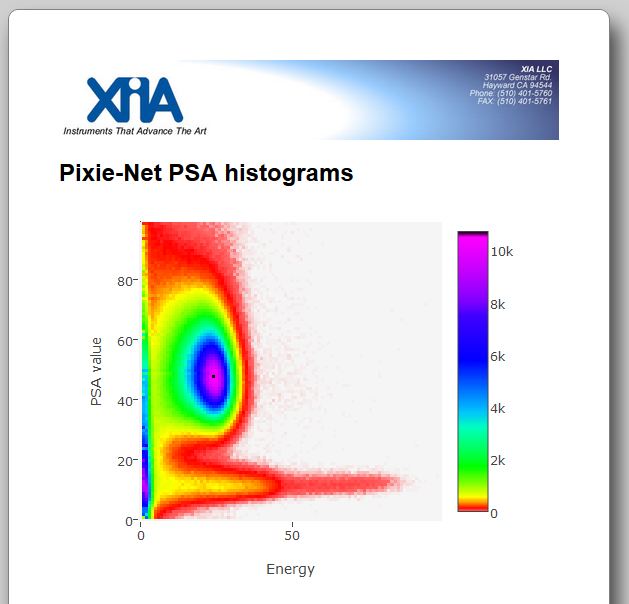 XIA
Instruments That Advance The Art
XIA LLC
31057 Genstar Rd.
Hayward CA 94544
Phone: (510) 401-5760
FAX: (510) 401-5761
Pixie-Net PSA histograms
PSA value
80
60
40
20
0
0
50
Energy
10k
8k
6k
4k
2k
0